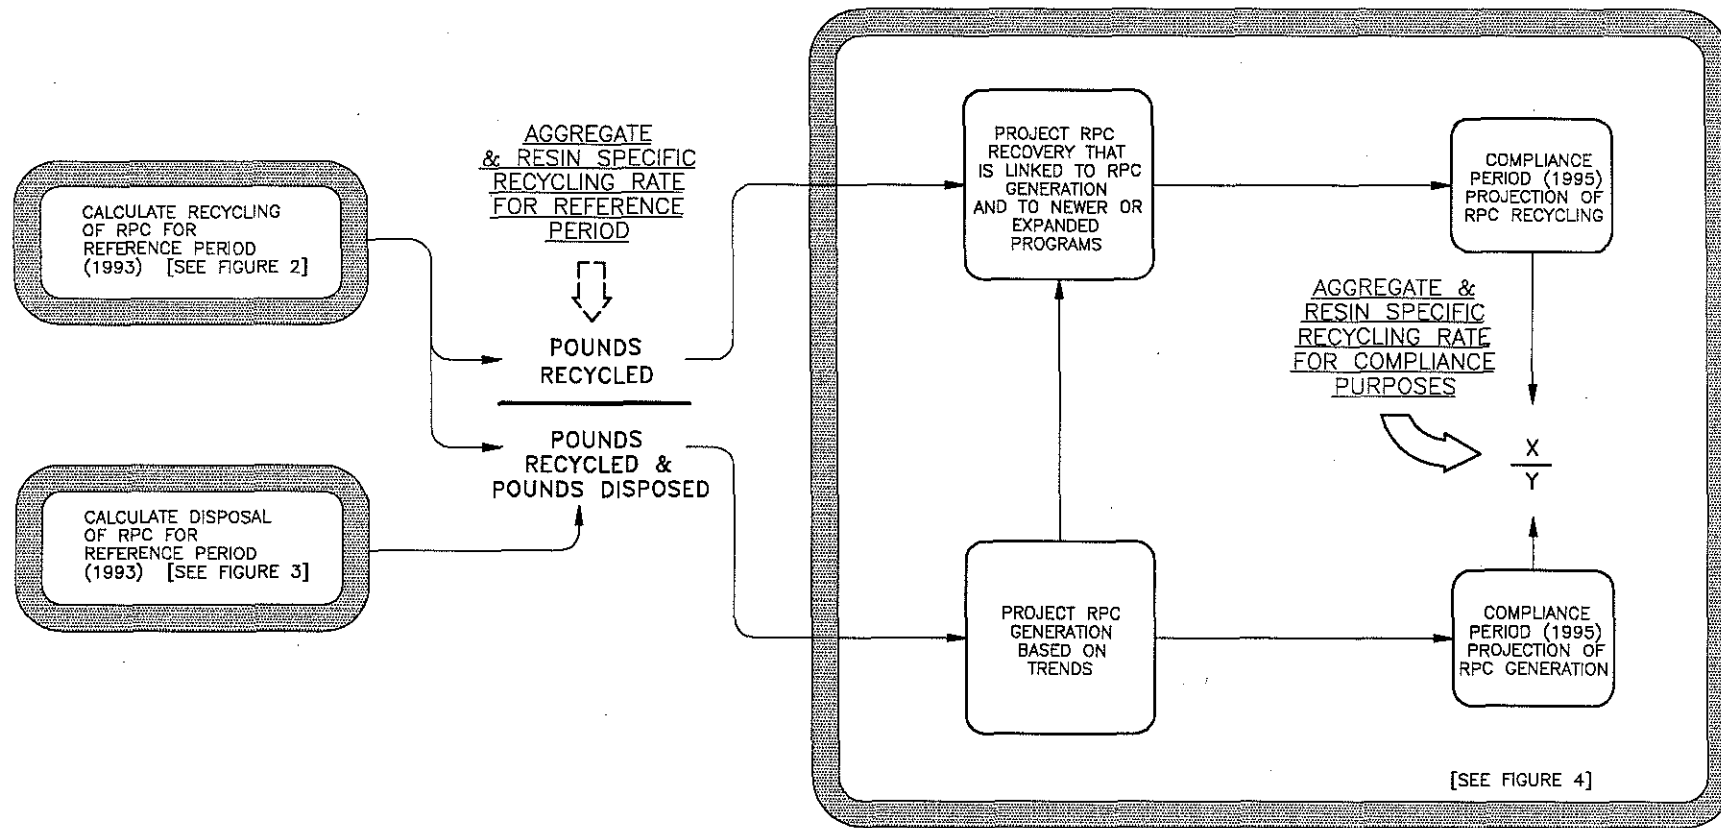 CALCULATE RECYCLING
OF RPC FOR
REFERENCE PERIOD
(1993) [SEE FIGURE 2]
CALCULATE DISPOSAL
OF RPC FOR
REFERENCE PERIOD
(1993) [SEE FIGURE 3]
AGGREGATE
& RESIN SPECIFIC
RECYCLING RATE
FOR REFERENCE
PERIOD
POUNDS
RECYCLED
POUNDS
RECYCLED &
POUNDS DISPOSED
PROJECT RPC
RECOVERY THAT
IS LINKED TO RPC
GENERATION
AND TO NEWER OR
EXPANDED
PROGRAMS
COMPLIANCE
PERIOD (1995)
PROJECTION OF
RPC RECYCLING
AGGREGATE &
RESIN SPECIFIC
RECYCLING RATE
FOR COMPLIANCE
PURPOSES
X
Y
PROJECT RPC
GENERATION
BASED ON
TRENDS
COMPLIANCE
PERIOD (1995)
PROJECTION OF
RPC GENERATION
[SEE FIGURE 4]